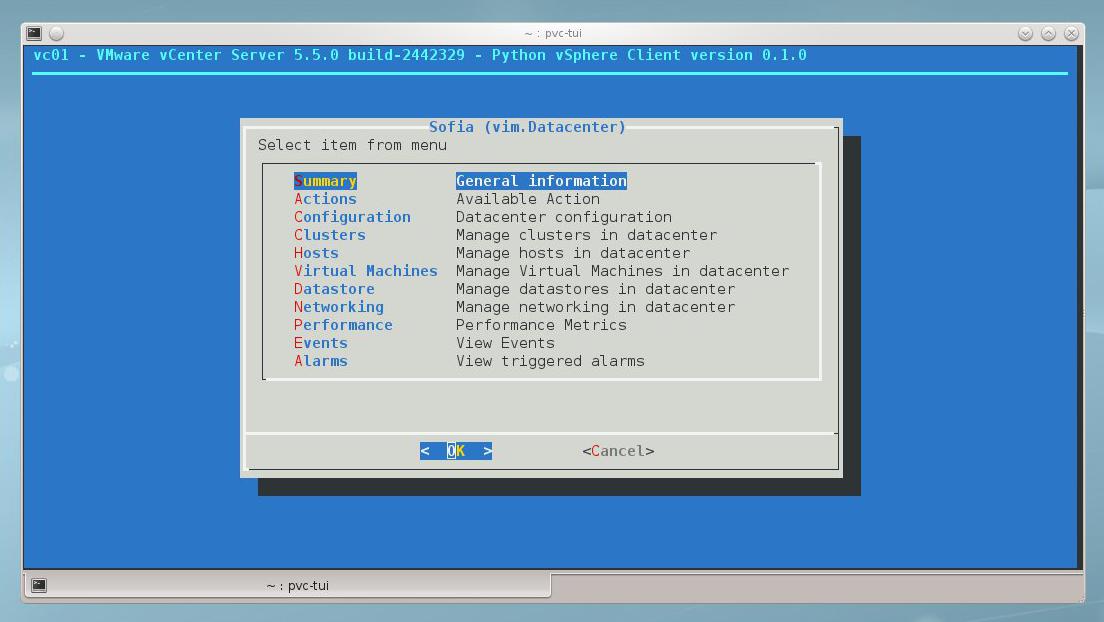 ~ : pvc-tui
vc01 - VMware vCenter Server 5.5.0 build-2442329 - Python vSphere Client version 0.1.0
Sofia (vim.Datacenter)
Select item from menu
Summary General information
Actions Available Action
Configuration Datacenter configuration
Clusters Manage clusters in datacenter
Hosts Manage hosts in datacenter
Virtual Machines Manage Virtual Machines in datacenter
Datastore Manage datastores in datacenter
Networking Manage networking in datacenter
Performance Performance Metrics
Events View Events
Alarms View triggered alarms
< OK > <Cancel>
~ : pvc-tui